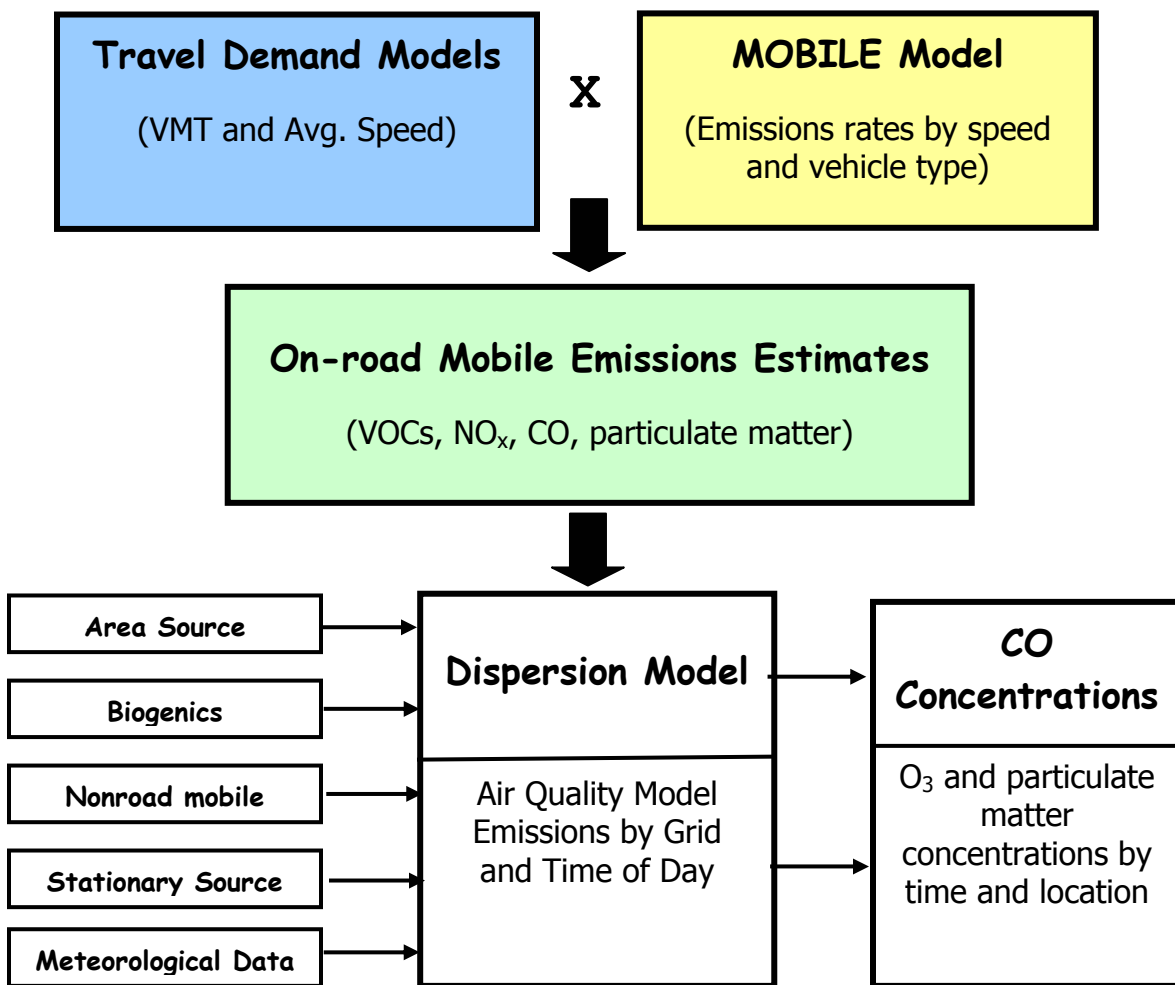 Travel Demand Models
(VMT and Avg. Speed)
X
MOBILE Model
(Emissions rates by speed
and vehicle type)
On-road Mobile Emissions Estimates
(VOCs, NOₓ, CO, particulate matter)
Area Source
Biogenics
Nonroad mobile
Stationary Source
Meteorological Data
Dispersion Model
Air Quality Model
Emissions by Grid
and Time of Day
CO
Concentrations
O₃ and particulate
matter
concentrations by
time and location